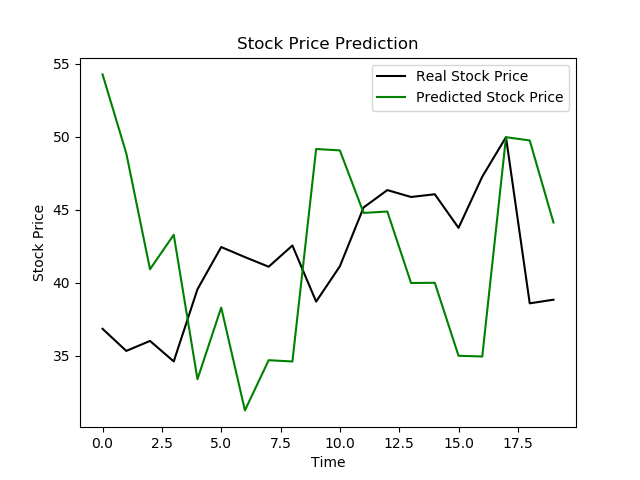 Stock Price Prediction
Real Stock Price
Predicted Stock Price
Stock Price
55
50
45
40
35
0.0 2.5 5.0 7.5 10.0 12.5 15.0 17.5
Time